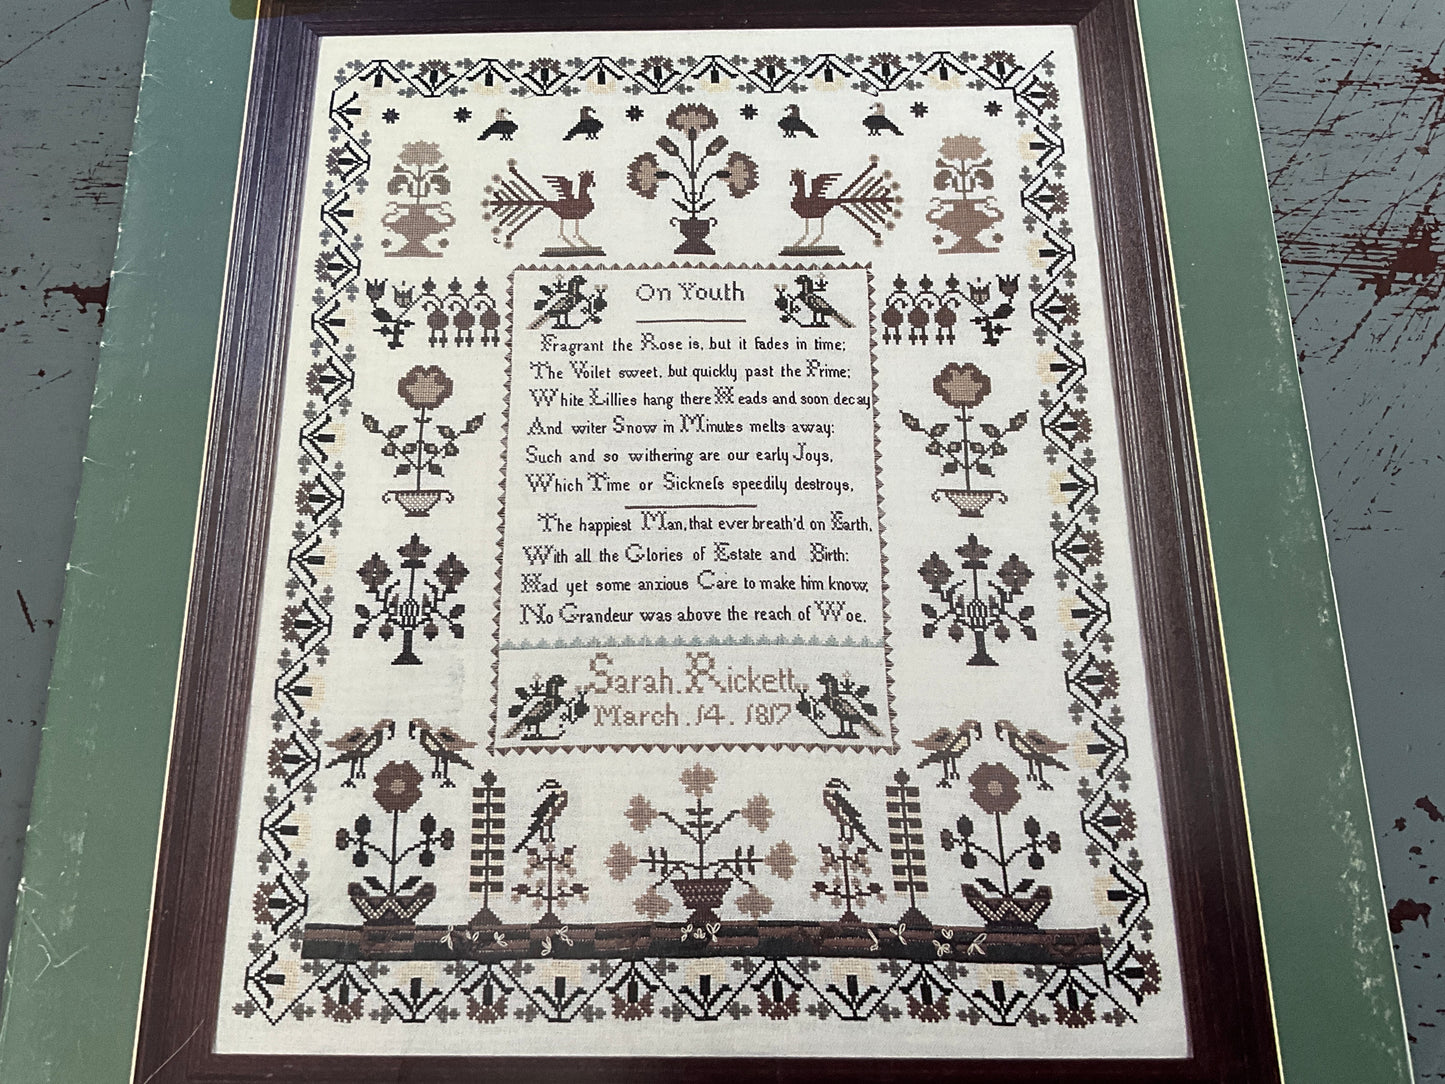 On Youth
Fragrant the Rose is, but it fades in time;
The Voilet sweet, but quickly past the Prime;
White Lillies hang there Heads and soon decay
And witer Snow in Minutes melts away:
Such and so withering are our early Joys,
Which Time or Sickneſs speedily destroys,
The happiest Man, that ever breath'd on Earth,
With all the Glories of Estate and Birth:
Had yet some anxious Care to make him know,
No Grandeur was above the reach of Woe.
Sarah. Rickett
March . 14 . 1817